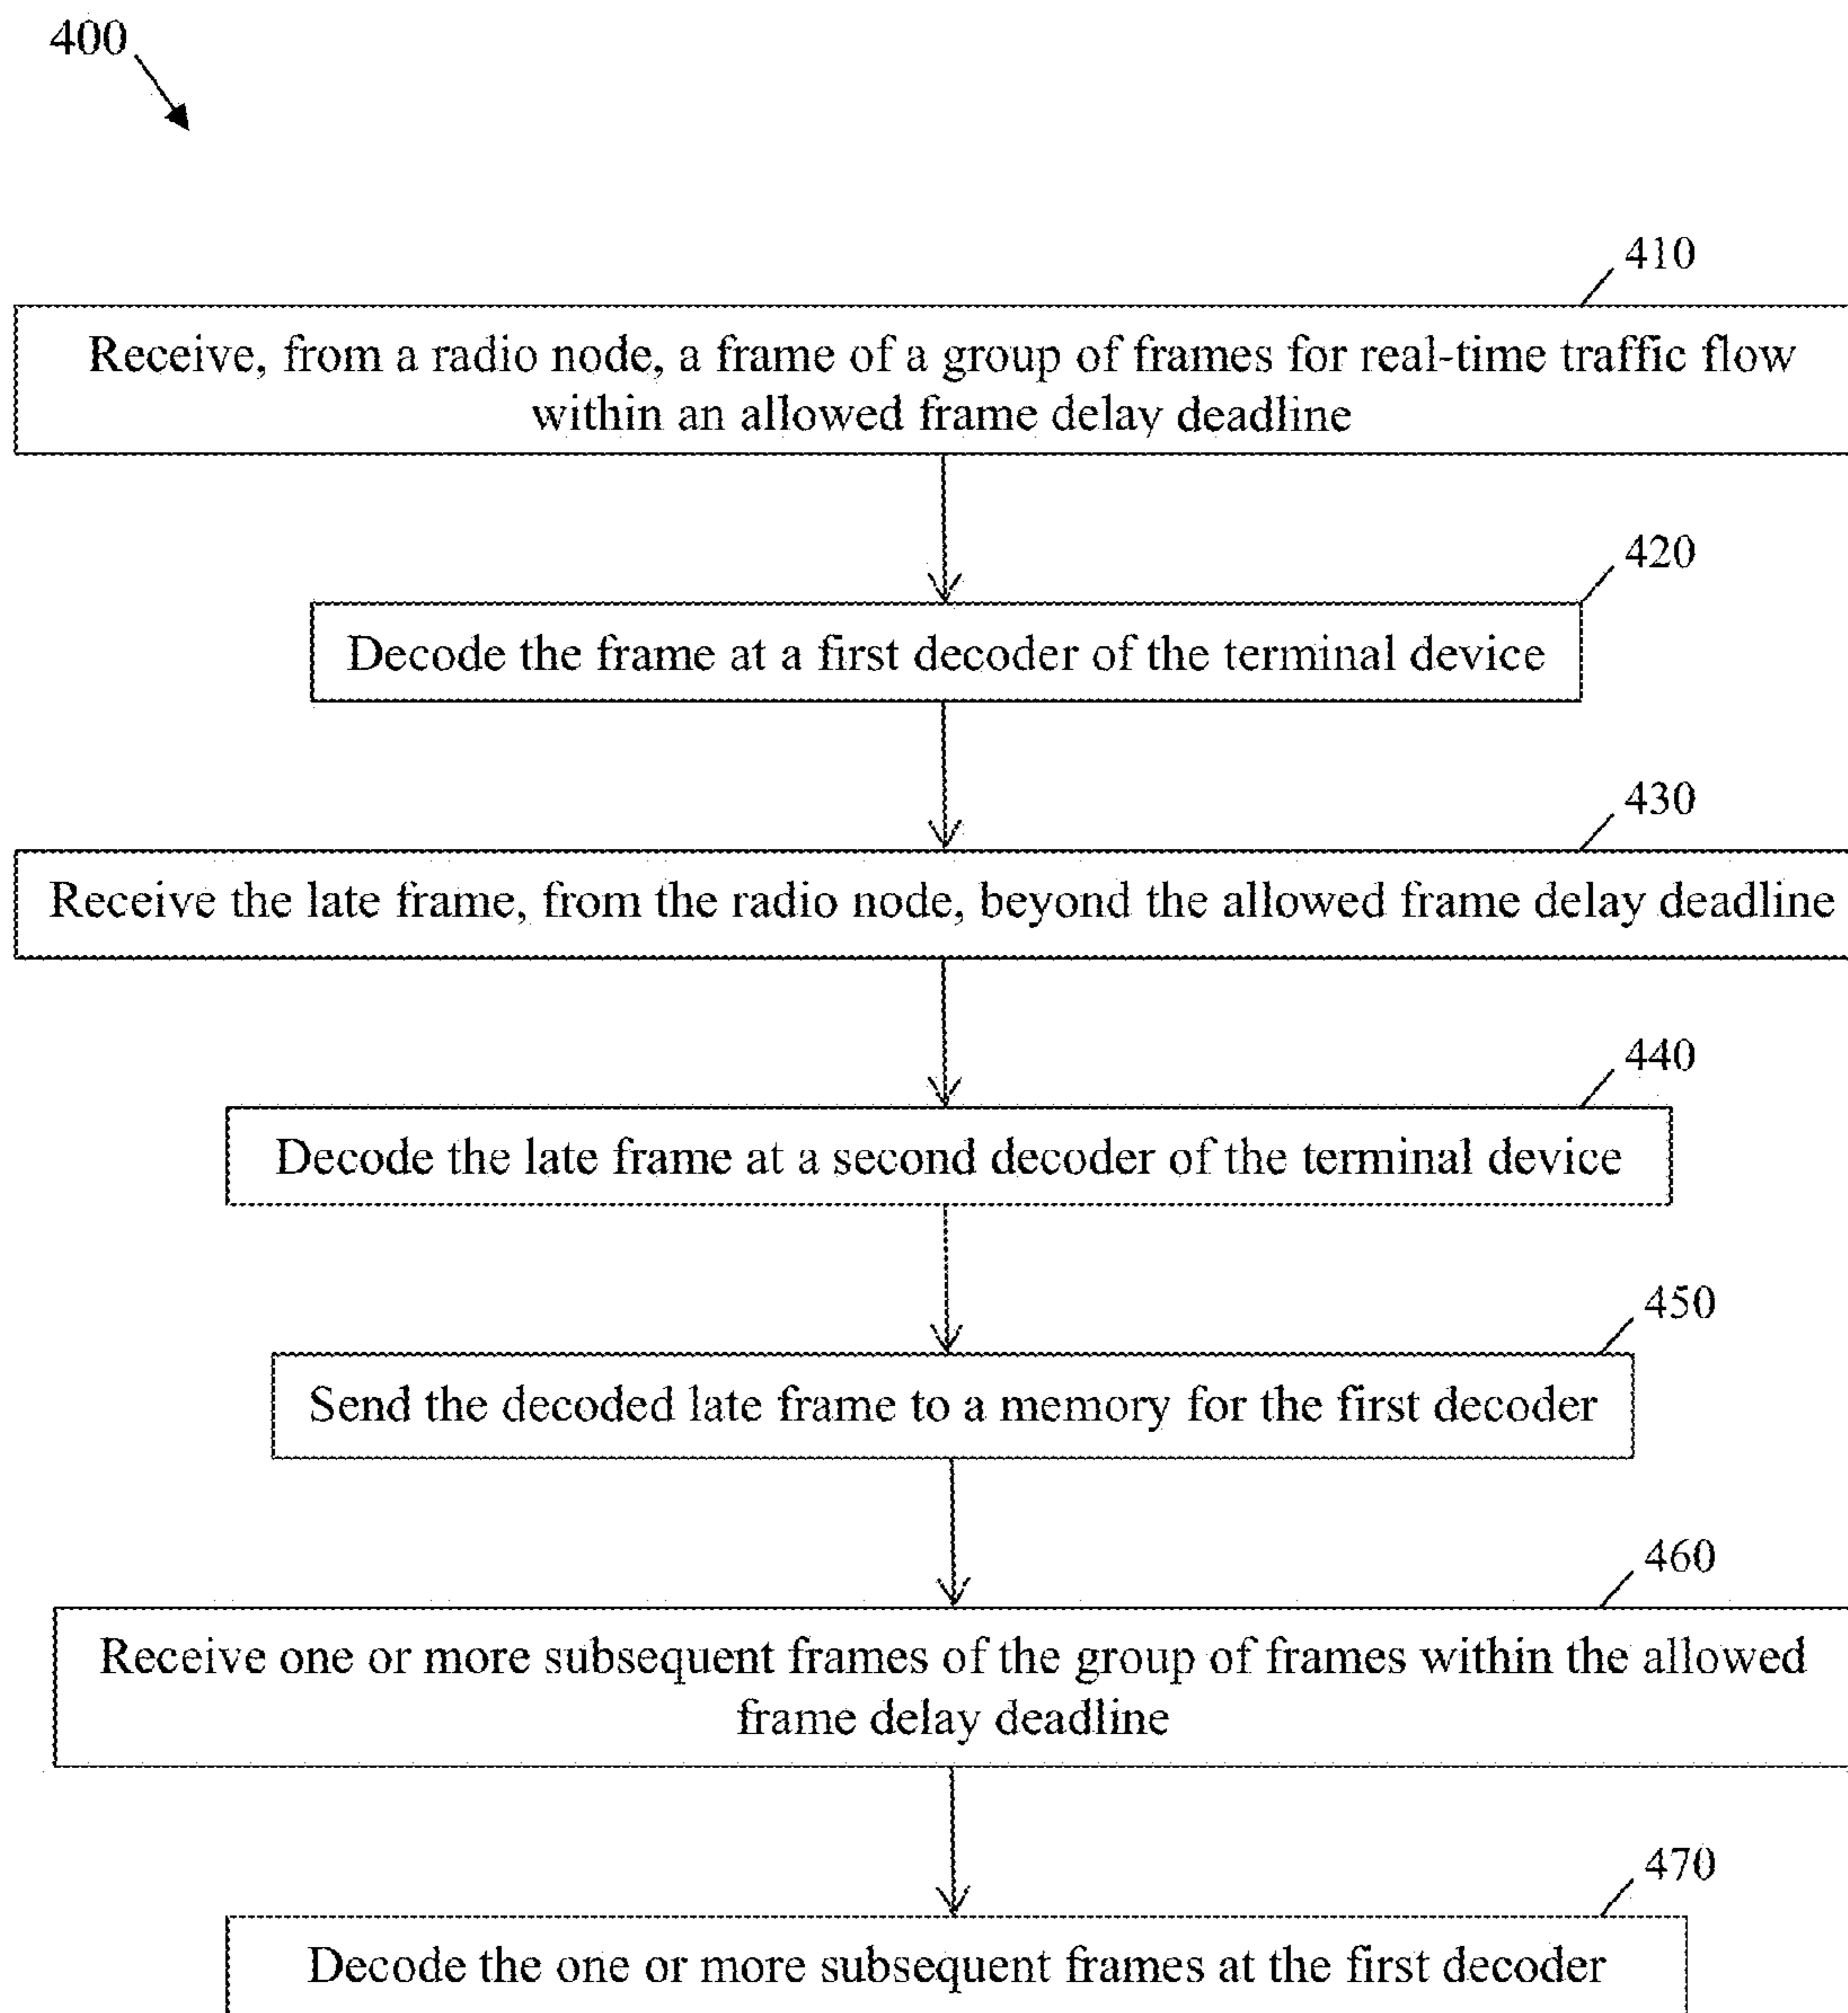 400
410
Receive, from a radio node, a frame of a group of frames for real-time traffic flow
within an allowed frame delay deadline
420
Decode the frame at a first decoder of the terminal device
430
Receive the late frame, from the radio node, beyond the allowed frame delay deadline
440
Decode the late frame at a second decoder of the terminal device
450
Send the decoded late frame to a memory for the first decoder
460
Receive one or more subsequent frames of the group of frames within the allowed
frame delay deadline
470
Decode the one or more subsequent frames at the first decoder